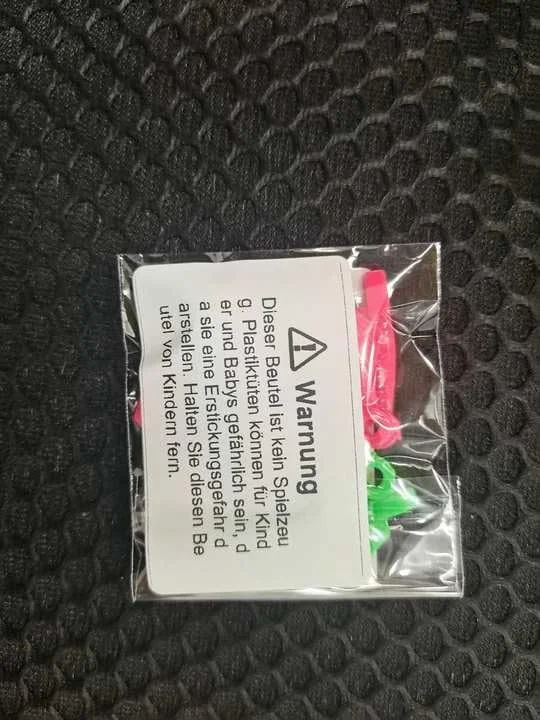 Warnung
Dieser Beutel ist kein Spielzeu
g. Plastiktüten können für Kind
er und Babys gefährlich sein, d
a sie eine Erstickungsgefahr d
arstellen. Halten Sie diesen Be
utel von Kindern fern.